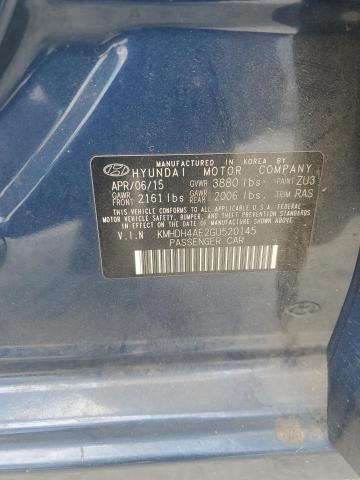 MANUFACTURED IN KOREA BY
HYUNDAI MOTOR COMPANY
APR/06/15 GVWR 3880 lbs. PAINT ZU3
GAWR FRONT 2161 lbs GAWR REAR 2006 lbs. TRIM RAS
THIS VEHICLE CONFORMS TO ALL APPLICABLE U.S. FEDERAL
MOTOR VEHICLE SAFETY, BUMPER, AND THEFT PREVENTION STANDARDS
IN EFFECT ON THE DATE OF MANUFACTURE SHOWN ABOVE.
V.I.N KMHDH4AE2GU520145
PASSENGER CAR